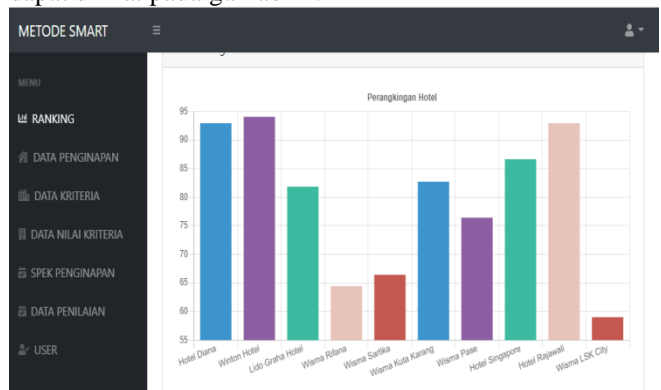 METODE SMART
MENU
RANKING
DATA PENGINAPAN
DATA KRITERIA
DATA NILAI KRITERIA
SPEK PENGINAPAN
DATA PENILAIAN
USER
Perangkingan Hotel
95
90
85
80
75
70
65
60
55
Hotel Diana
Winton Hotel
Lido Graha Hotel
Wisma Rifana
Wisma Sartika
Wisma Kuta Karang
Wisma Pase
Hotel Singapore
Hotel Rajawali
Wisma LSK City